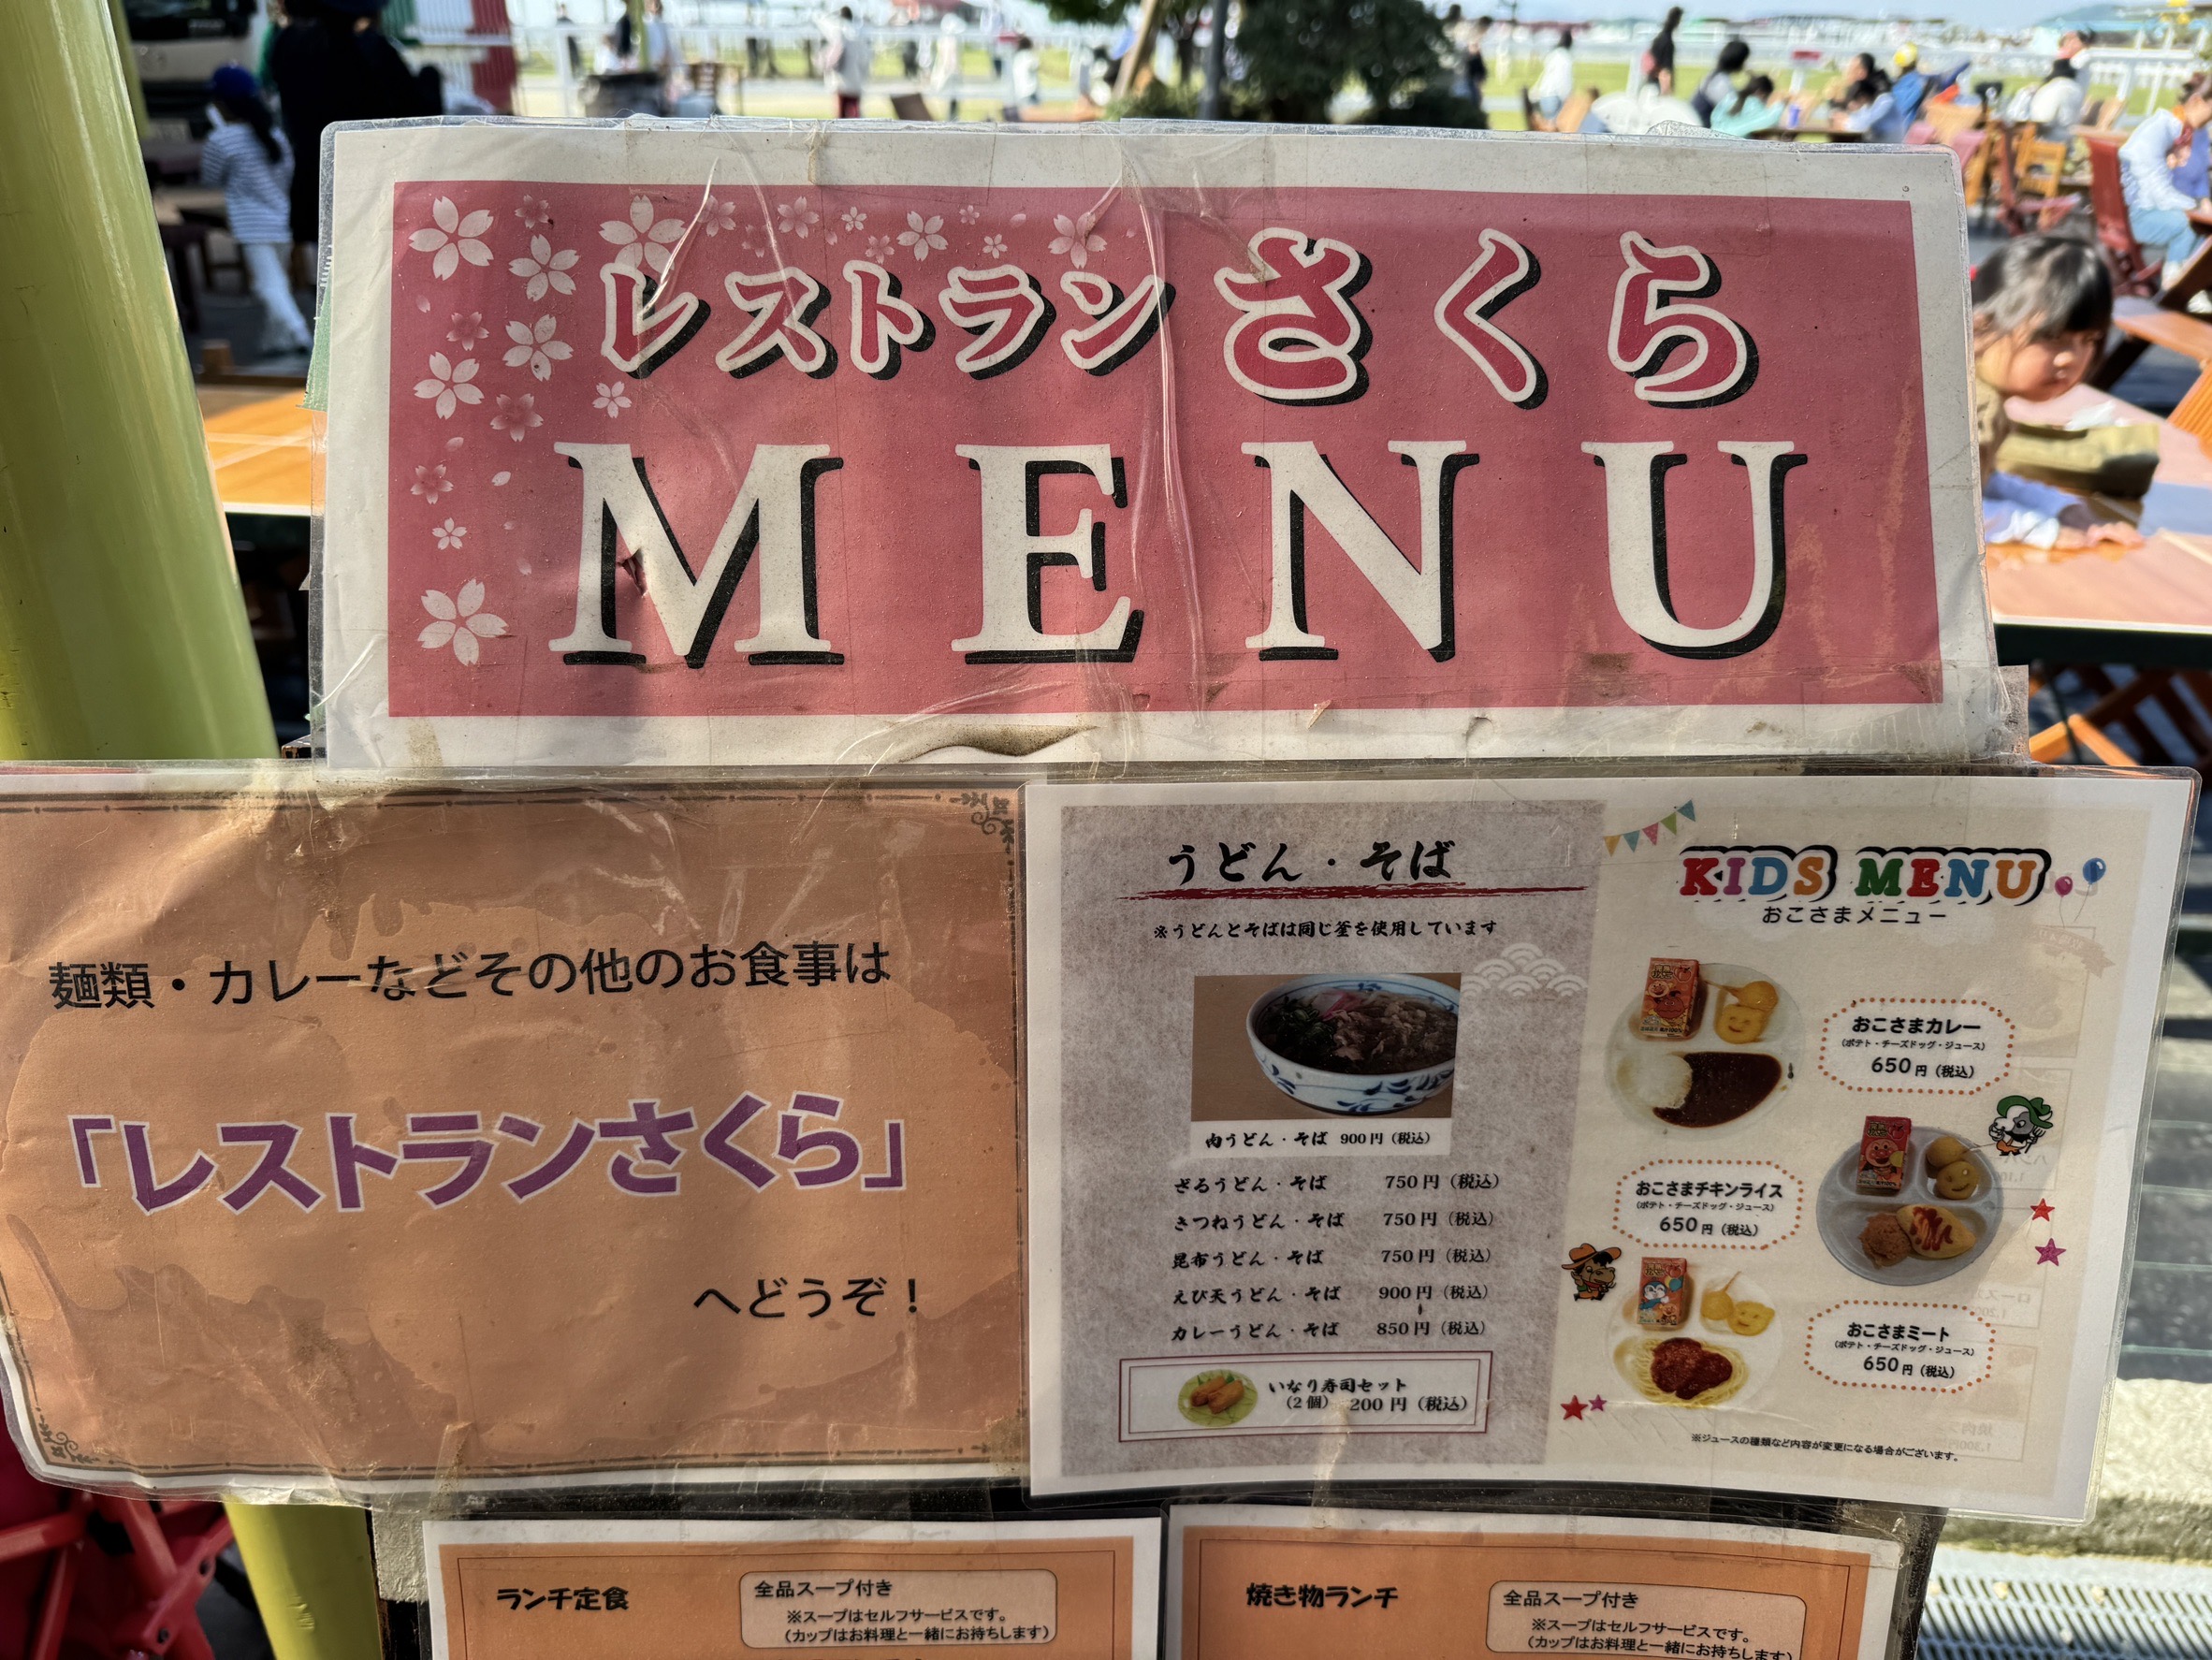 レストランさくら
MENU
麺類・カレーなどその他のお食事は
「レストランさくら」
へどうぞ！
うどん・そば
※うどんとそばは同じ釜を使用しています
肉うどん・そば 900円（税込）
ざるうどん・そば 750円（税込）
きつねうどん・そば 750円（税込）
昆布うどん・そば 750円（税込）
えび天うどん・そば 900円（税込）
カレーうどん・そば 850円（税込）
いなり寿司セット
（2個） 200円（税込）
KIDS MENU
おこさまメニュー
おこさまカレー
（ポテト・チーズドッグ・ジュース）
650円（税込）
おこさまチキンライス
（ポテト・チーズドッグ・ジュース）
650円（税込）
おこさまミート
（ポテト・チーズドッグ・ジュース）
650円（税込）
※ジュースの種類など内容が変更になる場合がございます。
ランチ定食
全品スープ付き
※スープはセルフサービスです。
（カップはお料理と一緒にお持ちします）
焼き物ランチ
全品スープ付き
※スープはセルフサービスです。
（カップはお料理と一緒にお持ちします）